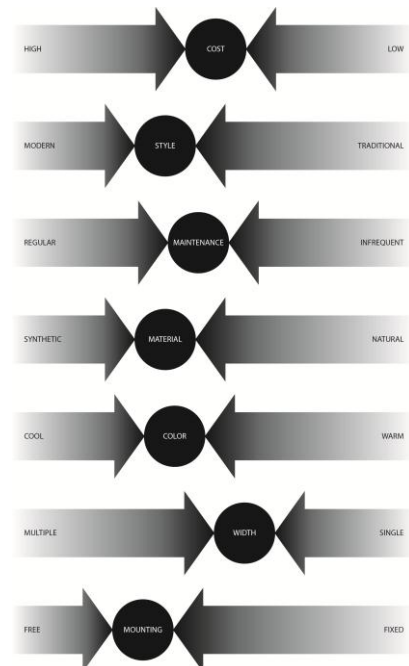 HIGH COST LOW
MODERN STYLE TRADITIONAL
REGULAR MAINTENANCE INFREQUENT
SYNTHETIC MATERIAL NATURAL
COOL COLOR WARM
MULTIPLE WIDTH SINGLE
FREE MOUNTING FIXED